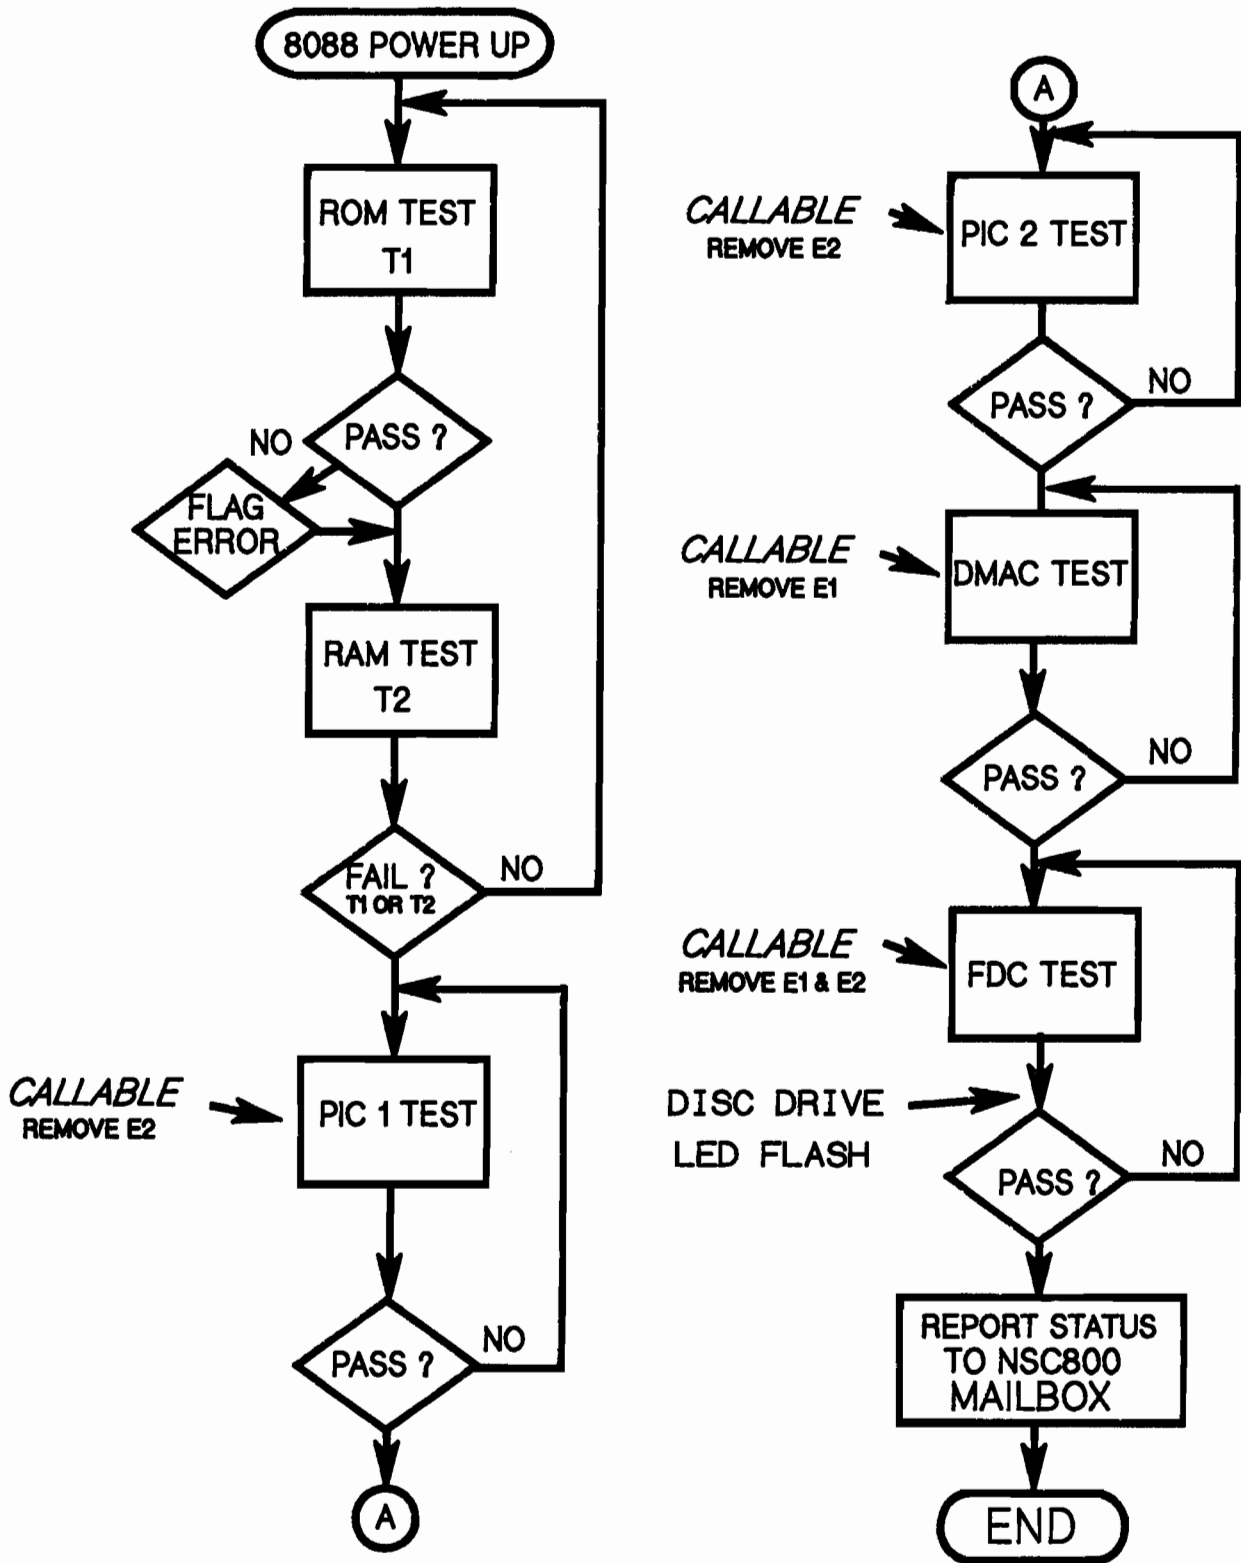 8088 POWER UP
ROM TEST
T1
PASS ?
NO
FLAG
ERROR
RAM TEST
T2
FAIL ?
T1 OR T2
NO
CALLABLE
REMOVE E2
PIC 1 TEST
PASS ?
NO
A
A
CALLABLE
REMOVE E2
PIC 2 TEST
PASS ?
NO
CALLABLE
REMOVE E1
DMAC TEST
PASS ?
NO
CALLABLE
REMOVE E1 & E2
FDC TEST
DISC DRIVE
LED FLASH
PASS ?
NO
REPORT STATUS
TO NSC800
MAILBOX
END